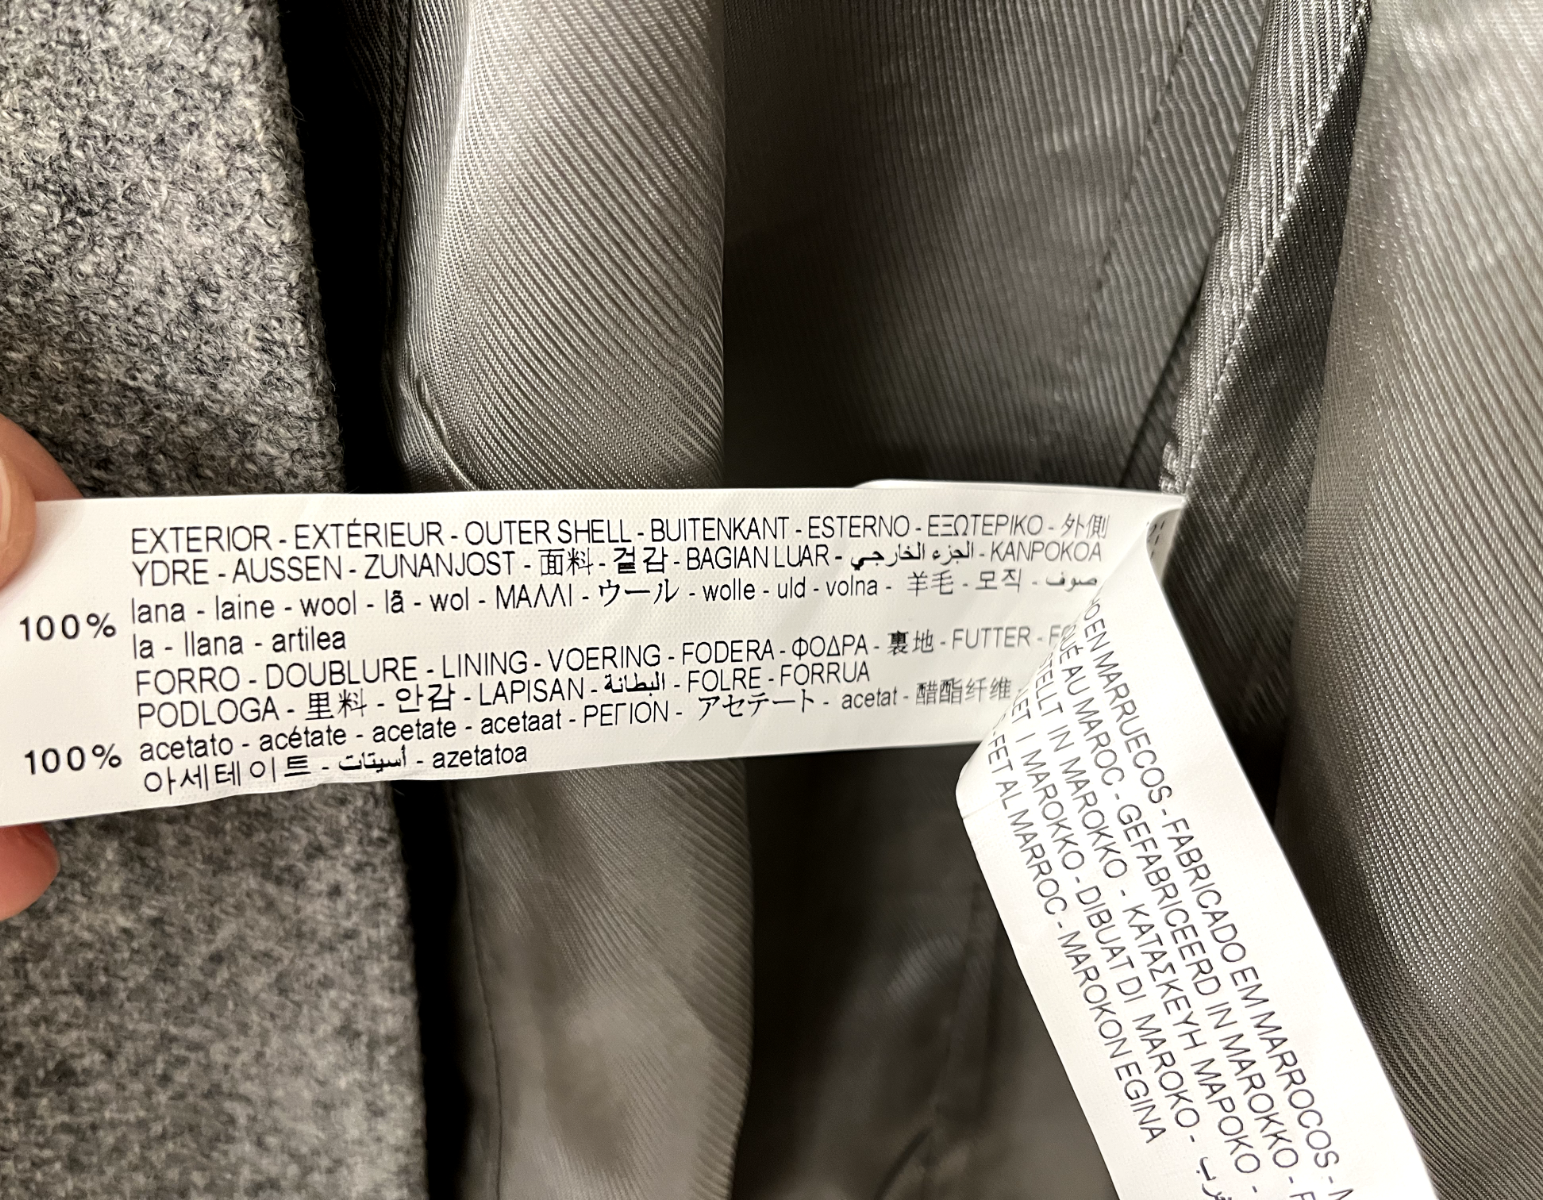 EXTERIOR - EXTÉRIEUR - OUTER SHELL - BUITENKANT - ESTERNO - ΕΞΩΤΕΡΙΚΟ - 外側
YDRE - AUSSEN - ZUNANJOST - 面料 - 겉감 - BAGIAN LUAR - الجزء الخارجي - KANPOKOA
100% lana - laine - wool - lã - wol - ΜΑΛΛΙ - ウール - wolle - uld - volna - 羊毛 - 모직 - صوف
la - llana - artilea
FORRO - DOUBLURE - LINING - VOERING - FODERA - ΦΟΔΡΑ - 裏地 - FUTTER -
PODLOGA - 里料 - 안감 - LAPISAN - البطانة - FOLRE - FORRUA
100% acetato - acétate - acetate - acetaat - ΡΕΓΙΟΝ - アセテート - acetat - 醋酯纤维
아세테이트 - أسيتات - azetatoa
EN MARRUECOS - FABRICADO EM MARROCOS -
AU MAROC - GEFABRICEERD IN MAROKKO -
IN MAROKKO - ΚΑΤΑΣΚΕΥΗ ΜΑΡΟΚΟ -
I MAROKKO - DIBUAT DI MAROKO -
FET AL MARROC - MAROKON EGINA